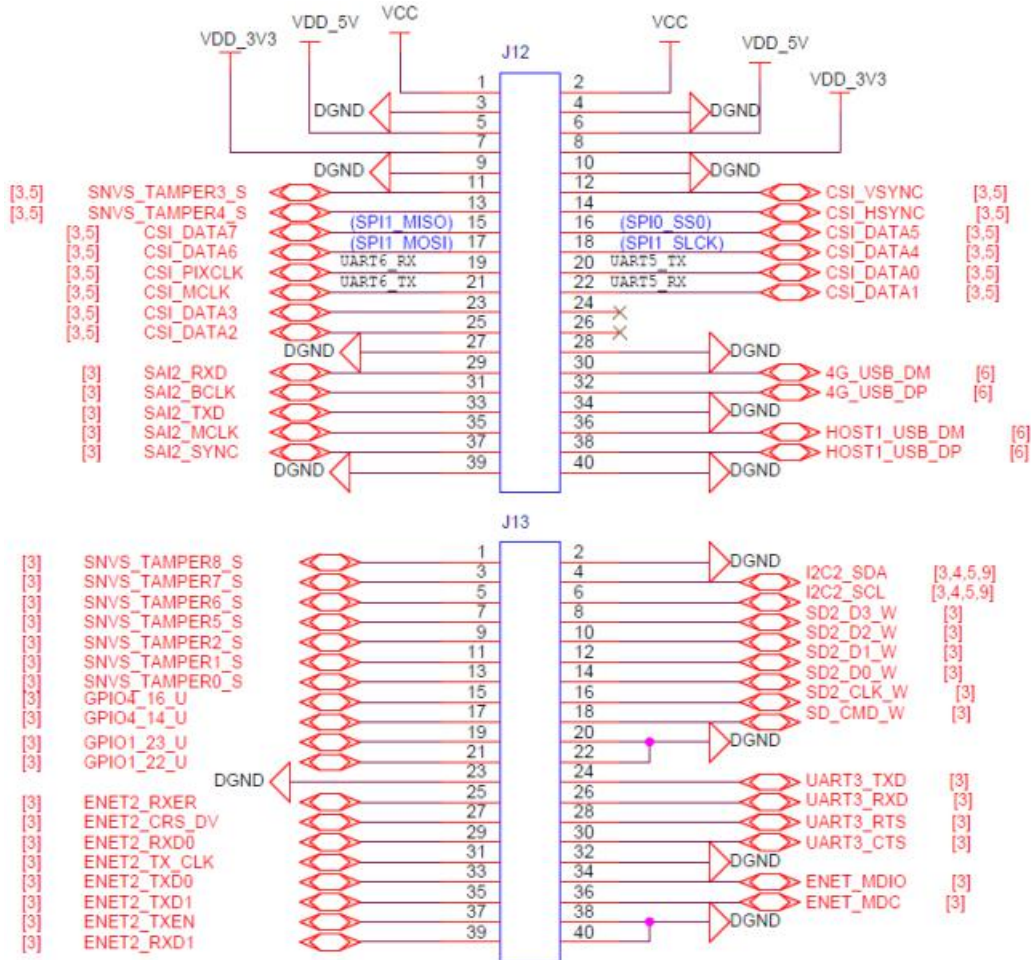 VDD_3V3 VDD_5V VCC VCC VDD_5V VDD_3V3
J12
1 2
DGND 3 4 DGND
5 6
7 8
DGND 9 10 DGND
[3,5] SNVS_TAMPER3_S 11 12 CSI_VSYNC [3,5]
[3,5] SNVS_TAMPER4_S 13 14 CSI_HSYNC [3,5]
[3,5] CSI_DATA7 (SPI1_MISO) 15 16 (SPI0_SS0) CSI_DATA5 [3,5]
[3,5] CSI_DATA6 (SPI1_MOSI) 17 18 (SPI1_SLCK) CSI_DATA4 [3,5]
[3,5] CSI_PIXCLK UART6_RX 19 20 UART5_TX CSI_DATA0 [3,5]
[3,5] CSI_MCLK UART6_TX 21 22 UART5_RX CSI_DATA1 [3,5]
[3,5] CSI_DATA3 23 24
[3,5] CSI_DATA2 25 26
DGND 27 28 DGND
[3] SAI2_RXD 29 30 4G_USB_DM [6]
[3] SAI2_BCLK 31 32 4G_USB_DP [6]
[3] SAI2_TXD 33 34 DGND
[3] SAI2_MCLK 35 36 HOST1_USB_DM [6]
[3] SAI2_SYNC 37 38 HOST1_USB_DP [6]
DGND 39 40 DGND
J13
[3] SNVS_TAMPER8_S 1 2 DGND
[3] SNVS_TAMPER7_S 3 4 I2C2_SDA [3,4,5,9]
[3] SNVS_TAMPER6_S 5 6 I2C2_SCL [3,4,5,9]
[3] SNVS_TAMPER5_S 7 8 SD2_D3_W [3]
[3] SNVS_TAMPER2_S 9 10 SD2_D2_W [3]
[3] SNVS_TAMPER1_S 11 12 SD2_D1_W [3]
[3] SNVS_TAMPER0_S 13 14 SD2_D0_W [3]
[3] GPIO4_16_U 15 16 SD2_CLK_W [3]
[3] GPIO4_14_U 17 18 SD_CMD_W [3]
[3] GPIO1_23_U 19 20 DGND
[3] GPIO1_22_U 21 22
DGND 23 24 UART3_TXD [3]
[3] ENET2_RXER 25 26 UART3_RXD [3]
[3] ENET2_CRS_DV 27 28 UART3_RTS [3]
[3] ENET2_RXD0 29 30 UART3_CTS [3]
[3] ENET2_TX_CLK 31 32 DGND
[3] ENET2_TXD0 33 34 ENET_MDIO [3]
[3] ENET2_TXD1 35 36 ENET_MDC [3]
[3] ENET2_TXEN 37 38 DGND
[3] ENET2_RXD1 39 40